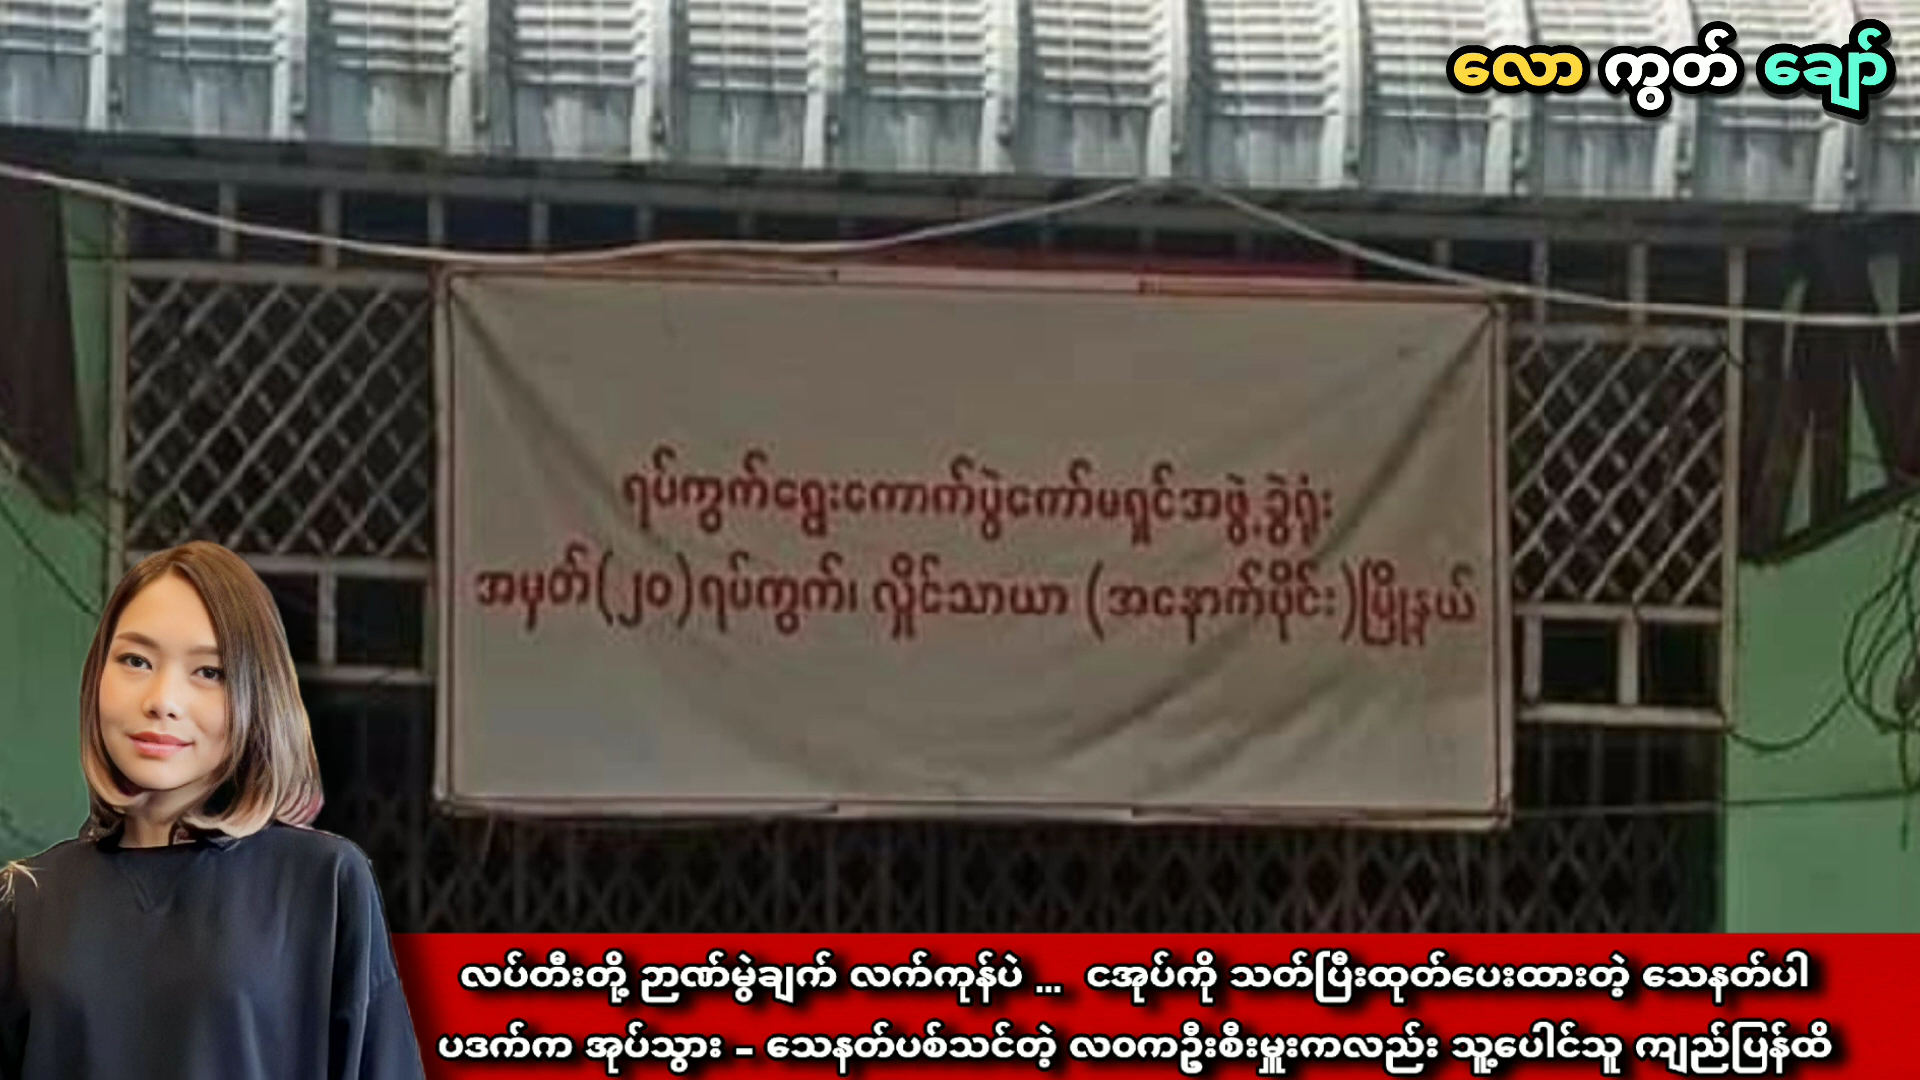 လော ကွတ် ချော်
ရပ်ကွက်ရွေးကောက်ပွဲကော်မရှင်အဖွဲ့ခွဲရုံး
အမှတ်(၂၀)ရပ်ကွက်၊ လှိုင်သာယာ (အနောက်ပိုင်း)မြို့နယ်
လပ်တီးတို့ ဉာဏ်မွဲချက် လက်ကုန်ပဲ ... ငအုပ်ကို သတ်ပြီးထုတ်ပေးထားတဲ့ သေနတ်ပါ
ပဒက်က အုပ်သွား - သေနတ်ပစ်သင်တဲ့ လဝကဦးစီးမှူးကလည်း သူ့ပေါင်သူ ကျည်ပြန်ထိ